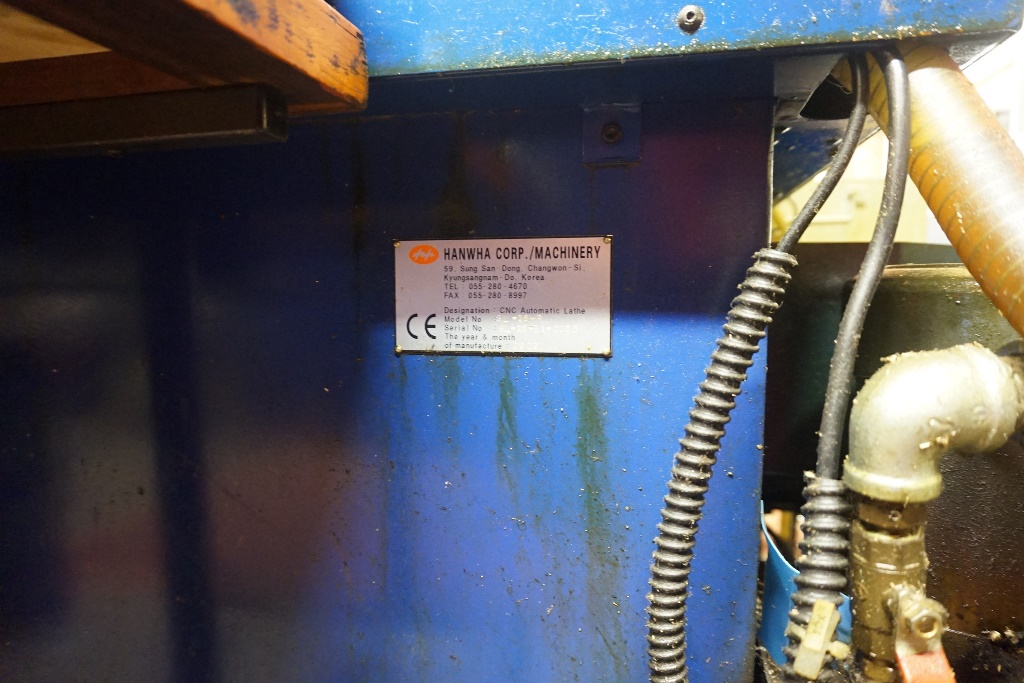 HANWHA CORP./MACHINERY
59. Sung San Dong, Changwon-Si,
Kyungsangnam-Do, Korea
TEL : 055-280-4670
FAX : 055-280-8997
CE
Designation : CNC Automatic Lathe
Model No :
Serial No :
The year & month
of manufacture